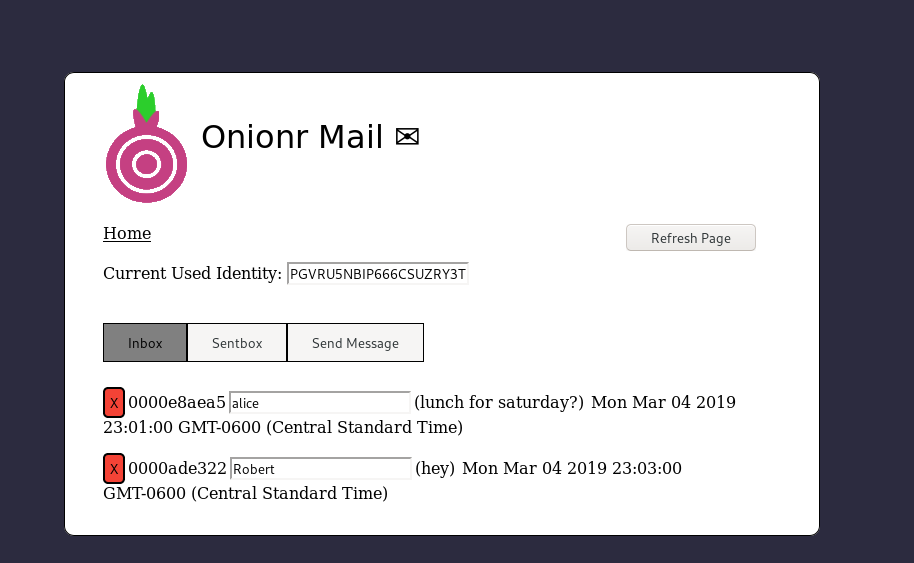 Onionr Mail ✉
Home
Refresh Page
Current Used Identity: PGVRU5NBIP666CSUZRY3T
Inbox Sentbox Send Message
X 0000e8aea5 alice (lunch for saturday?) Mon Mar 04 2019
23:01:00 GMT-0600 (Central Standard Time)
X 0000ade322 Robert (hey) Mon Mar 04 2019 23:03:00
GMT-0600 (Central Standard Time)